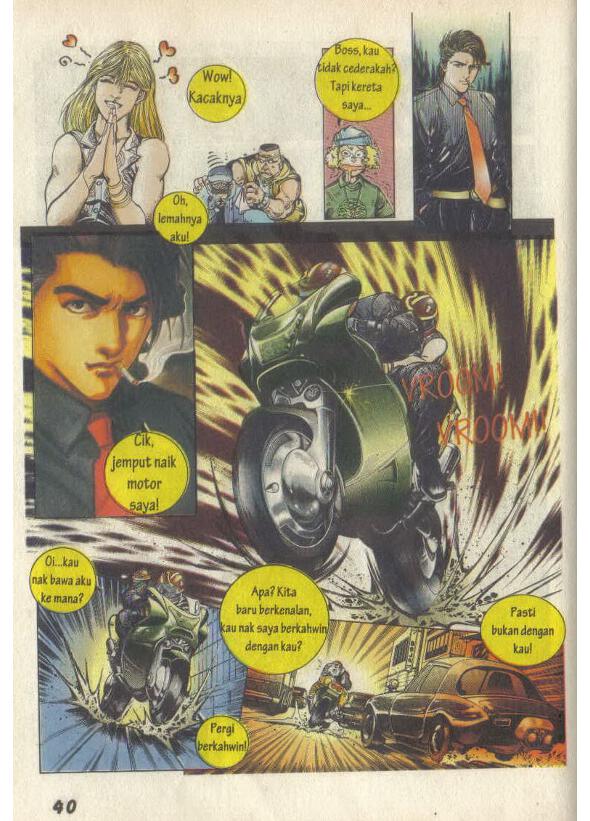 Wow!
Kacaknya
Boss, kau
tidak cederakah?
Tapi kereta
saya...
Oh,
lemahnya
aku!
Cik,
jemput naik
motor
saya!
VROOM!
VROOM!!
Oi...kau
nak bawa aku
ke mana?
Apa? Kita
baru berkenalan,
kau nak saya berkahwin
dengan kau?
Pasti
bukan dengan
kau!
Pergi
berkahwin!
40